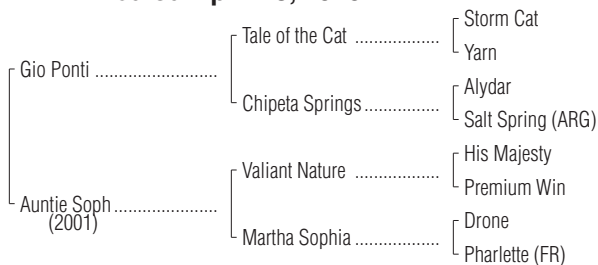 Storm Cat
Tale of the Cat ..................
Yarn
Gio Ponti ..........................
Alydar
Chipeta Springs ................
Salt Spring (ARG)
His Majesty
Valiant Nature ..................
Premium Win
Auntie Soph ......................
(2001)
Drone
Martha Sophia ..................
Pharlette (FR)